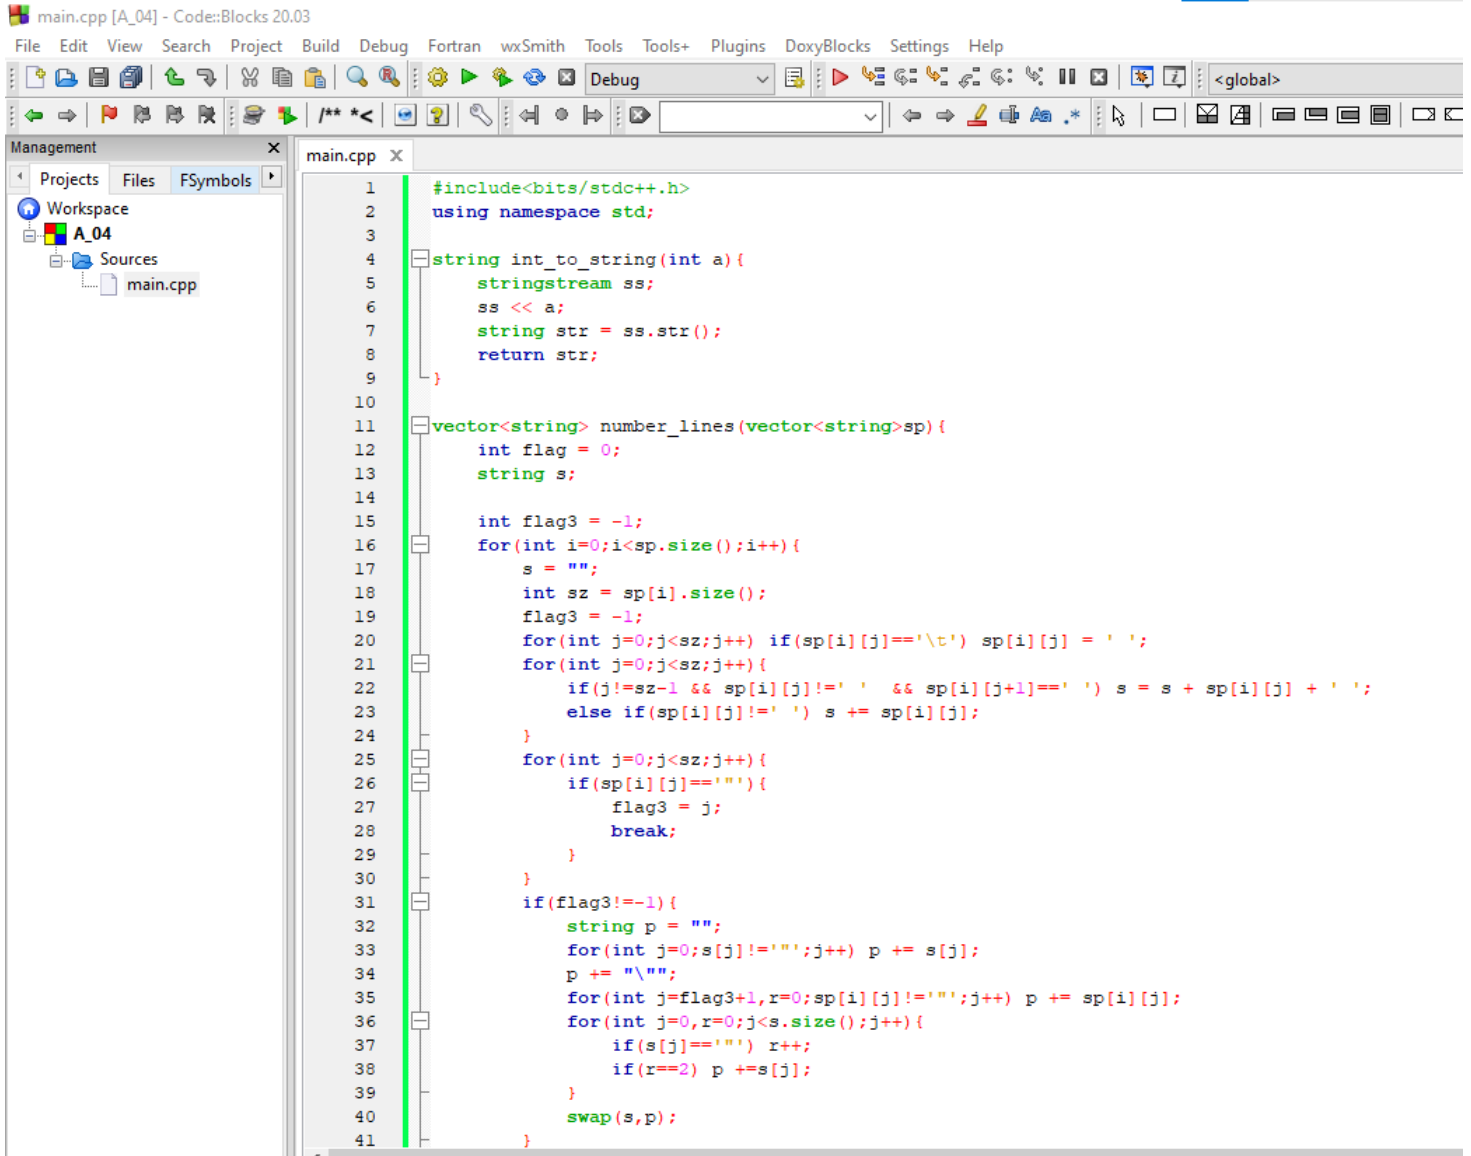 main.cpp [A_04] - Code::Blocks 20.03
File Edit View Search Project Build Debug Fortran wxSmith Tools Tools+ Plugins DoxyBlocks Settings Help
Debug <global>
/** *<
Aa .*
Management
main.cpp
Projects Files FSymbols
Workspace
A_04
Sources
main.cpp
1 #include<bits/stdc++.h>
2 using namespace std;
3
4 string int_to_string(int a){
5     stringstream ss;
6     ss << a;
7     string str = ss.str();
8     return str;
9 }
10
11 vector<string> number_lines(vector<string>sp){
12     int flag = 0;
13     string s;
14
15     int flag3 = -1;
16     for(int i=0;i<sp.size();i++){
17         s = "";
18         int sz = sp[i].size();
19         flag3 = -1;
20         for(int j=0;j<sz;j++) if(sp[i][j]=='\t') sp[i][j] = ' ';
21         for(int j=0;j<sz;j++){
22             if(j!=sz-1 && sp[i][j]!=' '  && sp[i][j+1]==' ') s = s + sp[i][j] + ' ';
23             else if(sp[i][j]!=' ') s += sp[i][j];
24         }
25         for(int j=0;j<sz;j++){
26             if(sp[i][j]=='"'){
27                 flag3 = j;
28                 break;
29             }
30         }
31         if(flag3!=-1){
32             string p = "";
33             for(int j=0;s[j]!='"';j++) p += s[j];
34             p += "\"";
35             for(int j=flag3+1,r=0;sp[i][j]!='"';j++) p += sp[i][j];
36             for(int j=0,r=0;j<s.size();j++){
37                 if(s[j]=='"') r++;
38                 if(r==2) p +=s[j];
39             }
40             swap(s,p);
41         }